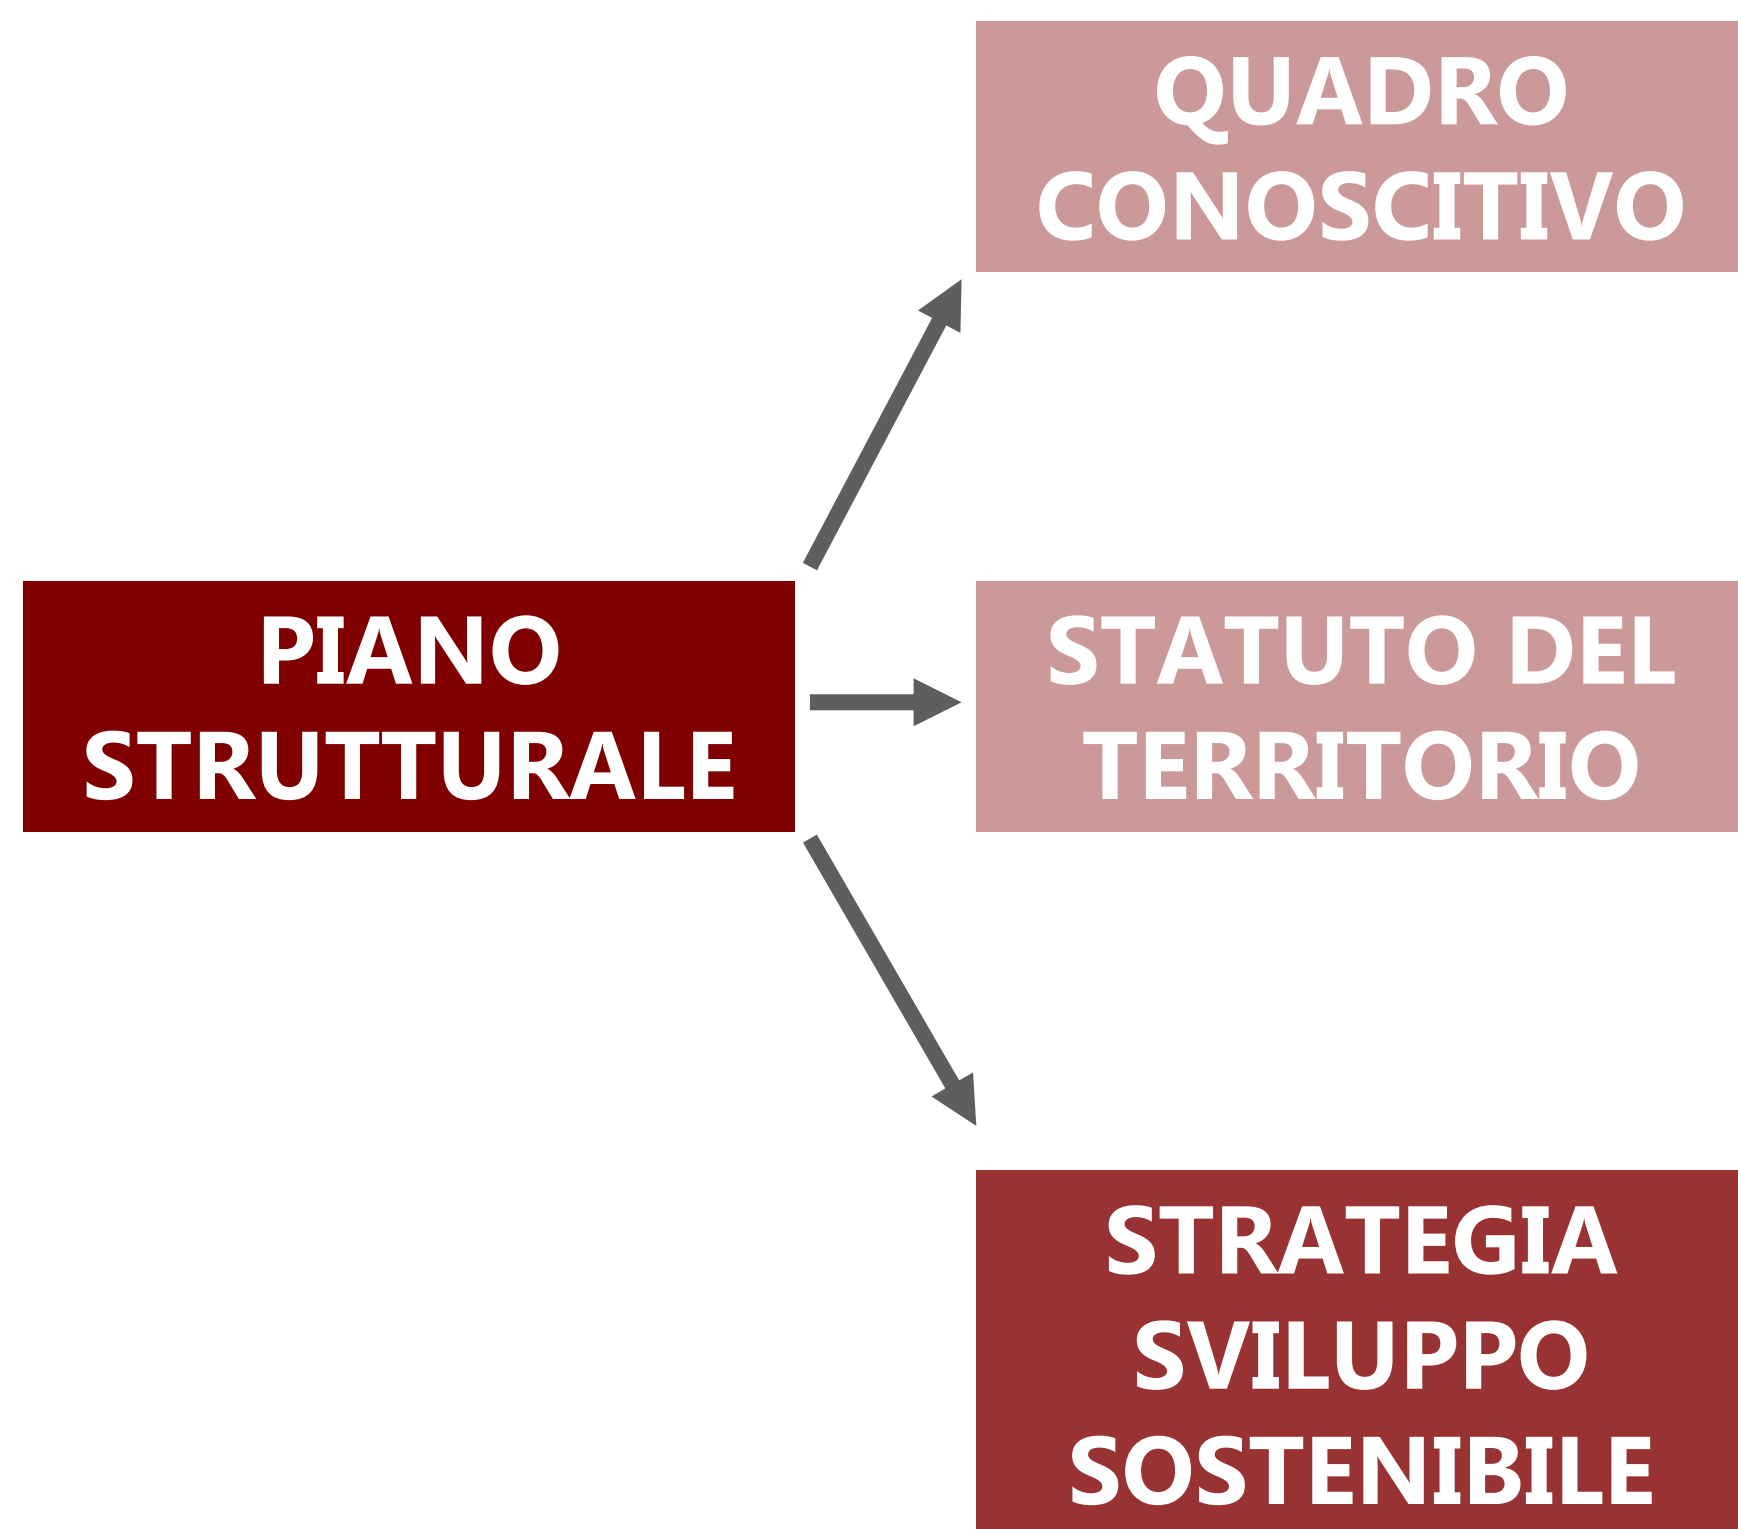 QUADRO
CONOSCITIVO
PIANO
STRUTTURALE
STATUTO DEL
TERRITORIO
STRATEGIA
SVILUPPO
SOSTENIBILE